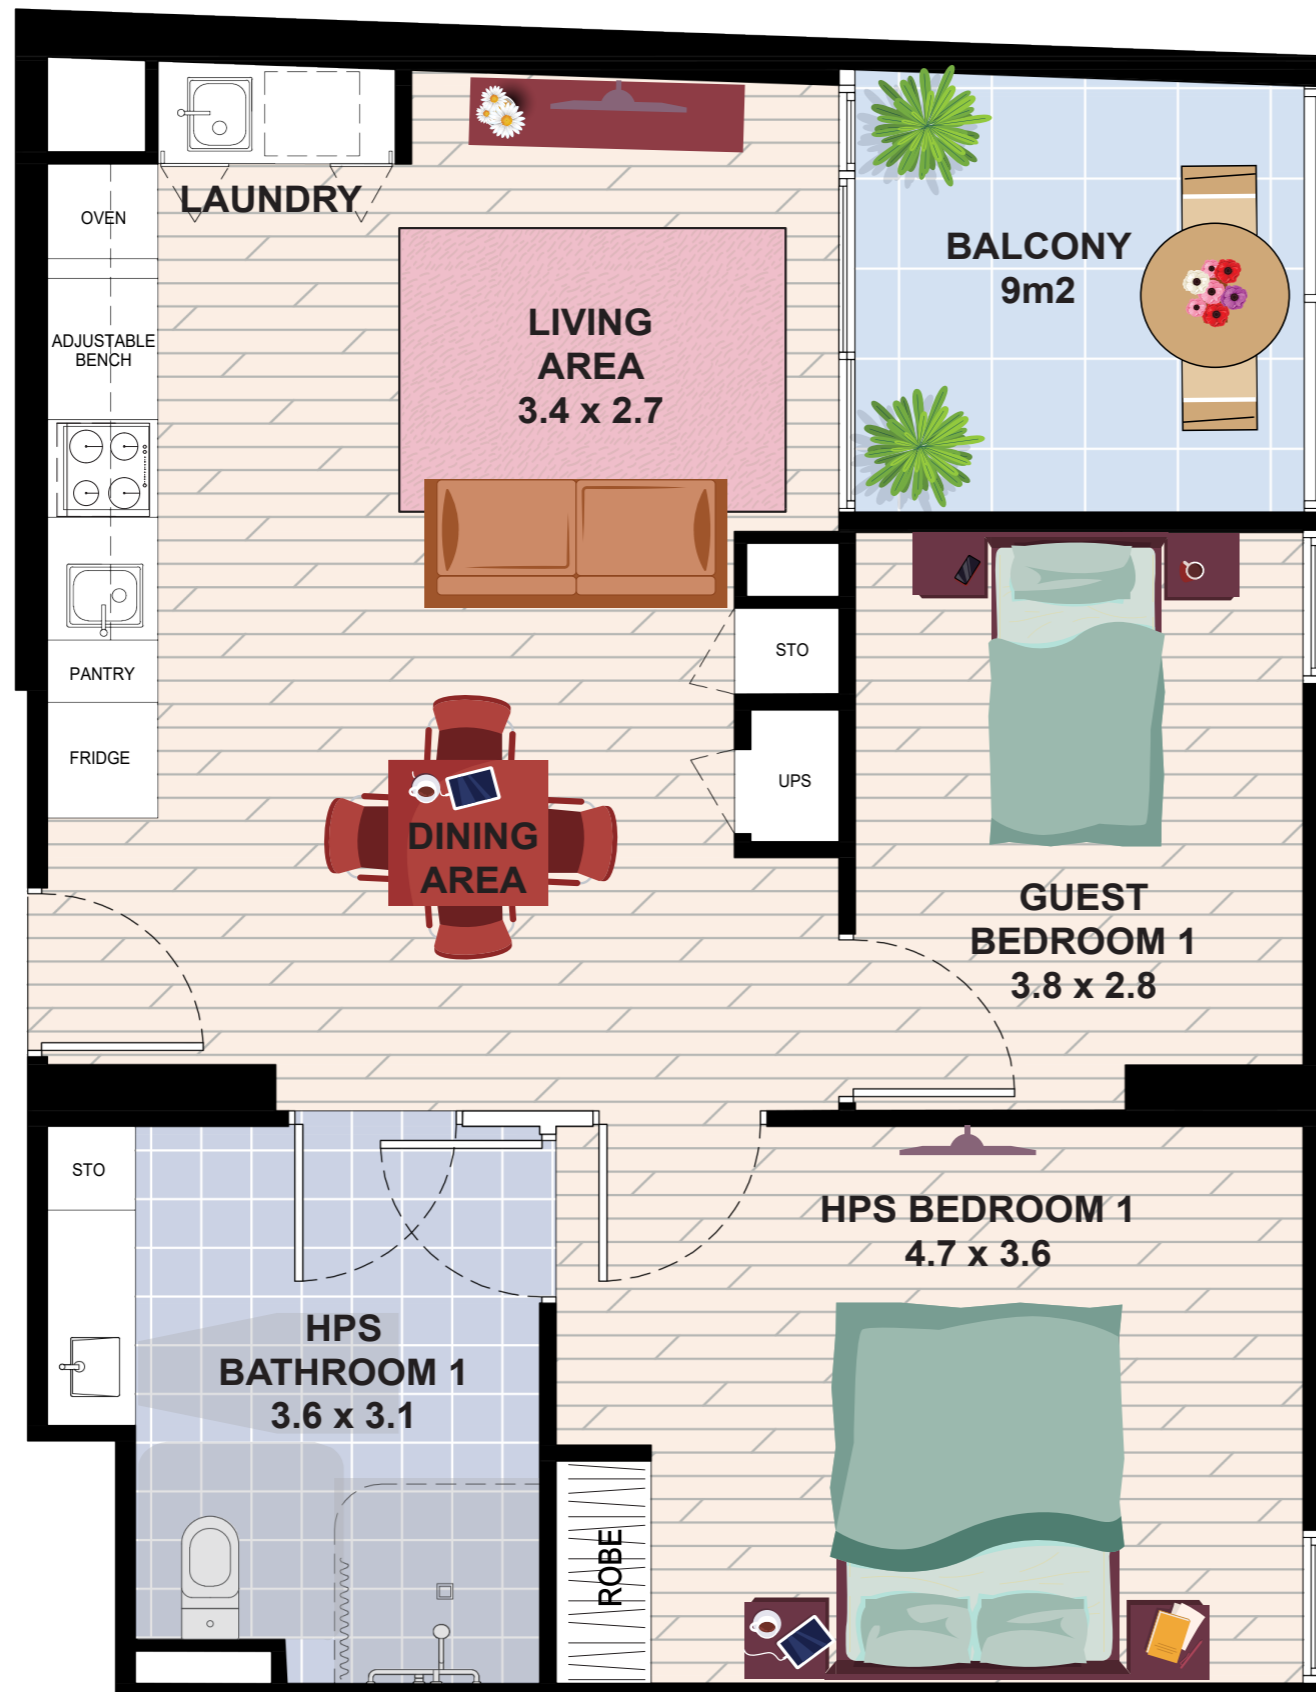 LAUNDRY
OVEN
BALCONY
9m2
LIVING
AREA
3.4 x 2.7
ADJUSTABLE
BENCH
STO
PANTRY
FRIDGE
UPS
DINING
AREA
GUEST
BEDROOM 1
3.8 x 2.8
STO
HPS BEDROOM 1
4.7 x 3.6
HPS
BATHROOM 1
3.6 x 3.1
ROBE